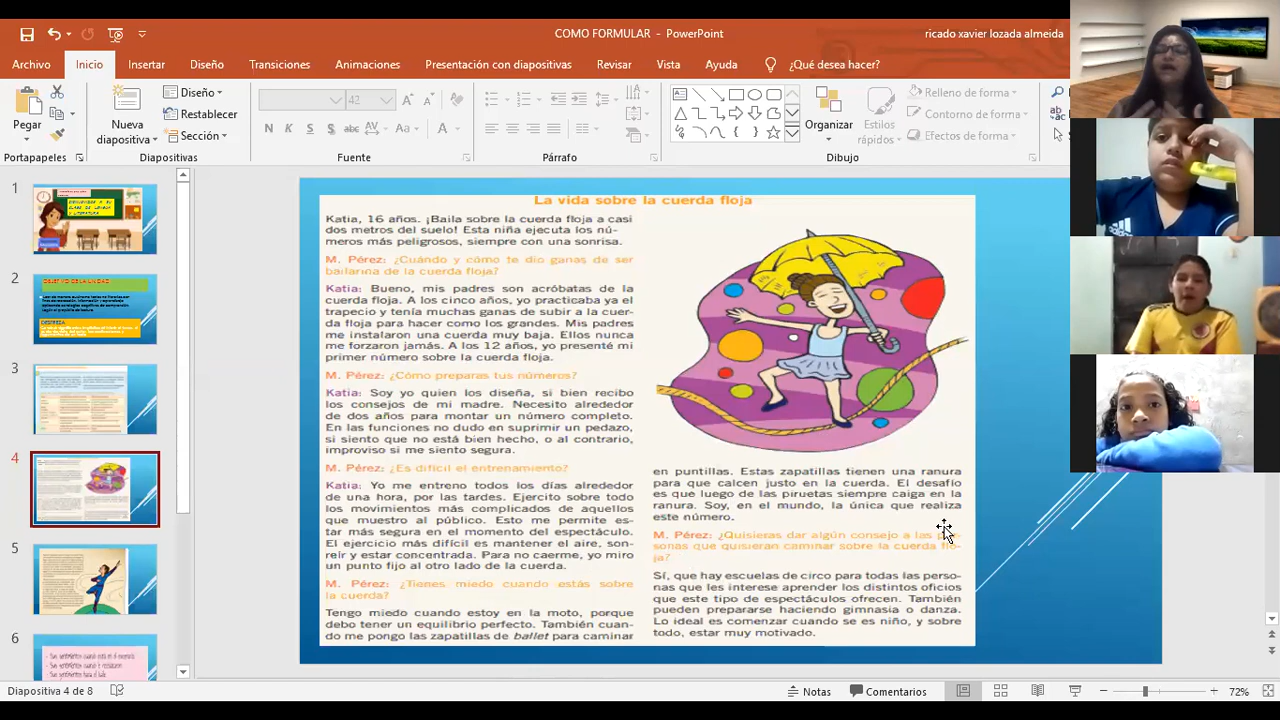 COMO FORMULAR - PowerPoint
ricado xavier lozada almeida
Archivo
Inicio
Insertar
Diseño
Transiciones
Animaciones
Presentación con diapositivas
Revisar
Vista
Ayuda
¿Qué desea hacer?
Pegar
Nueva
diapositiva
Diseño
Restablecer
Sección
42
N K S abc
Aa
A
Organizar
Estilos
rápidos
Relleno de forma
Contorno de forma
Efectos de forma
Portapapeles
Diapositivas
Fuente
Párrafo
Dibujo
1
2
3
4
5
6
La vida sobre la cuerda floja
Katia, 16 años. ¡Baila sobre la cuerda floja a casi
dos metros del suelo! Esta niña ejecuta los nú-
meros más peligrosos, siempre con una sonrisa.
M. Pérez: ¿Cuándo y cómo te dio ganas de ser
bailarina de la cuerda floja?
Katia: Bueno, mis padres son acróbatas de la
cuerda floja. A los cinco años, yo practicaba ya el
trapecio y tenía muchas ganas de subir a la cuer-
da floja para hacer como los grandes. Mis padres
me instalaron una cuerda muy baja. Ellos nunca
me forzaron jamás. A los 12 años, yo presenté mi
primer número sobre la cuerda floja.
M. Pérez: ¿Cómo preparas tus números?
Katia: Soy yo quien los diseña, si bien recibo
los consejos de mi madre. Necesito alrededor
de dos años para montar un número completo.
En las funciones no dudo en suprimir un pedazo,
si siento que no está bien hecho, o al contrario,
improviso si me siento segura.
M. Pérez: ¿Es difícil el entrenamiento?
Katia: Yo me entreno todos los días alrededor
de una hora, por las tardes. Ejercito sobre todo
los movimientos más complicados de aquellos
que muestro al público. Esto me permite es-
tar más segura en el momento del espectáculo.
El ejercicio más difícil es mantener el aire, son-
reír y estar concentrada. Para no caerme, yo miro
un punto fijo al otro lado de la cuerda.
M. Pérez: ¿Tienes miedo cuando estás sobre
la cuerda?
Tengo miedo cuando estoy en la moto, porque
debo tener un equilibrio perfecto. También cuan-
do me pongo las zapatillas de ballet para caminar
en puntillas. Estas zapatillas tienen una ranura
para que calcen justo en la cuerda. El desafío
es que luego de las piruetas siempre caiga en la
ranura. Soy, en el mundo, la única que realiza
este número.
M. Pérez: ¿Quisieras dar algún consejo a las per-
sonas que quisieran caminar sobre la cuerda flo-
ja?
Sí, que hay escuelas de circo para todas las perso-
nas que les interese aprender los distintos oficios
que este tipo de espectáculos ofrecen. También
pueden prepararse haciendo gimnasia o danza.
Lo ideal es comenzar cuando se es niño, y sobre
todo, estar muy motivado.
Diapositiva 4 de 8
Notas
Comentarios
72%